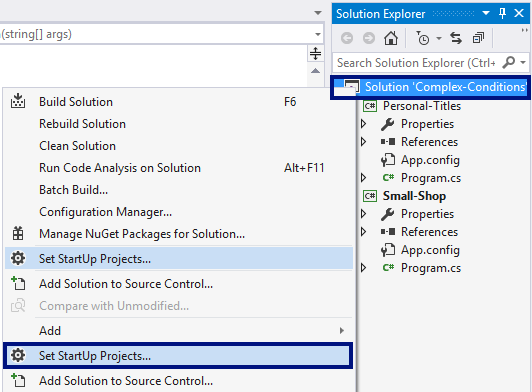 Solution Explorer
(string[] args)
Search Solution Explorer (Ctrl+
Solution 'Complex-Conditions'
Personal-Titles
Properties
References
App.config
C# Program.cs
Small-Shop
Properties
References
App.config
C# Program.cs
Build Solution F6
Rebuild Solution
Clean Solution
Run Code Analysis on Solution Alt+F11
Batch Build...
Configuration Manager...
Manage NuGet Packages for Solution...
Set StartUp Projects...
Add Solution to Source Control...
Compare with Unmodified...
Add
Set StartUp Projects...
Add Solution to Source Control...